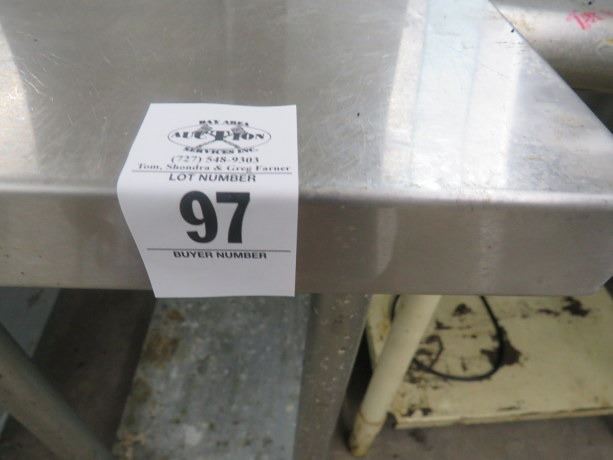 BAY AREA
AUCTION
SERVICES INC.
(727) 548-9303
Tom, Shondra & Greg Farner
LOT NUMBER
97
BUYER NUMBER